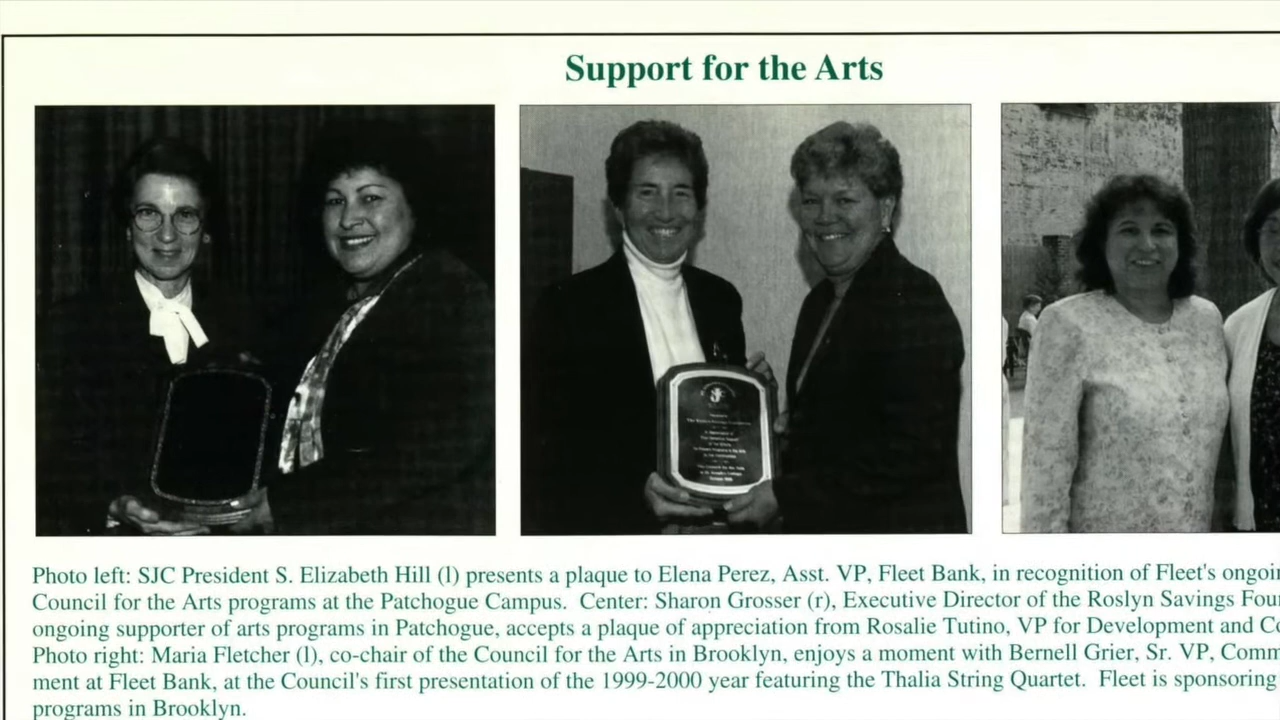 Support for the Arts
Photo left: SJC President S. Elizabeth Hill (l) presents a plaque to Elena Perez, Asst. VP, Fleet Bank, in recognition of Fleet's
Council for the Arts programs at the Patchogue Campus. Center: Sharon Grosser (r), Executive Director of the Roslyn Savings
ongoing supporter of arts programs in Patchogue, accepts a plaque of appreciation from Rosalie Tutino, VP for Development and
Photo right: Maria Fletcher (l), co-chair of the Council for the Arts in Brooklyn, enjoys a moment with Bernell Grier, Sr. VP,
ment at Fleet Bank, at the Council's first presentation of the 1999-2000 year featuring the Thalia String Quartet. Fleet is sponsoring
programs in Brooklyn.